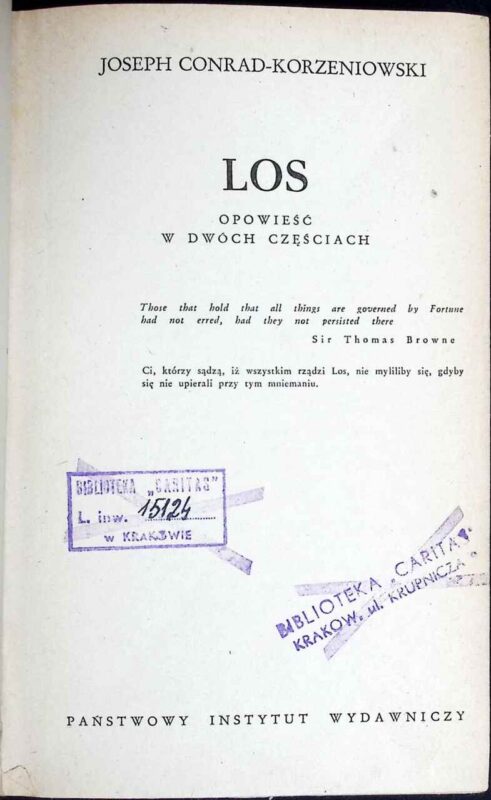 JOSEPH CONRAD-KORZENIOWSKI
LOS
OPOWIEŚĆ
W DWÓCH CZĘŚCIACH
Those that hold that all things are governed by Fortune
had not erred, had they not persisted there
Sir Thomas Browne
Ci, którzy sądzą, iż wszystkim rządzi Los, nie myliliby się, gdyby
się nie upierali przy tym mniemaniu.
BIBLIOTEKA „CARITAS"
L. inw. 15124
w KRAKOWIE
BIBLIOTEKA „CARITA
KRAKOW, ul. KRUPNICZA
PAŃSTWOWY INSTYTUT WYDAWNICZY